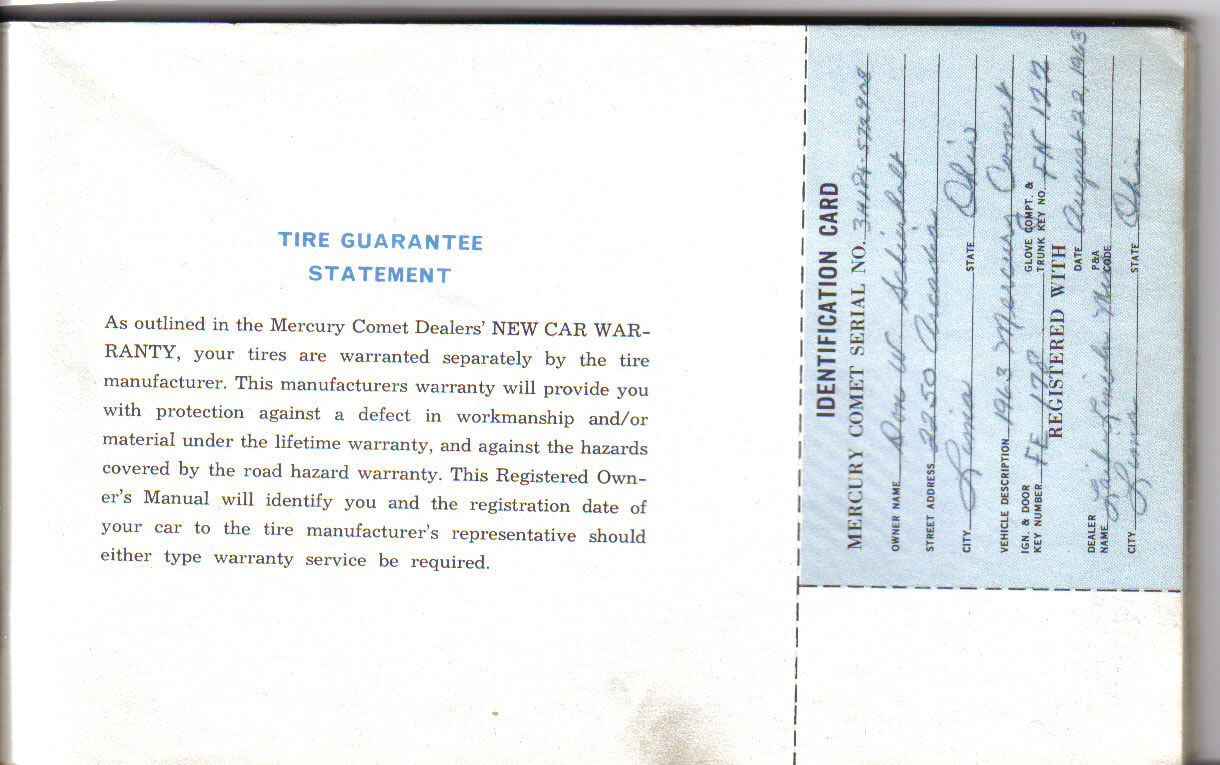 TIRE GUARANTEE
STATEMENT
As outlined in the Mercury Comet Dealers' NEW CAR WAR-
RANTY, your tires are warranted separately by the tire
manufacturer. This manufacturers warranty will provide you
with protection against a defect in workmanship and/or
material under the lifetime warranty, and against the hazards
covered by the road hazard warranty. This Registered Own-
er's Manual will identify you and the registration date of
your car to the tire manufacturer's representative should
either type warranty service be required.
IDENTIFICATION CARD
MERCURY COMET SERIAL NO.
OWNER NAME
STREET ADDRESS
CITY STATE Ohio
VEHICLE DESCRIPTION Mercury Comet
IGN. & DOOR GLOVE COMPT. &
KEY NUMBER TRUNK KEY NO. FN 122
REGISTERED WITH
DATE August 22, 1963
DEALER P&A
NAME CODE
CITY STATE Ohio